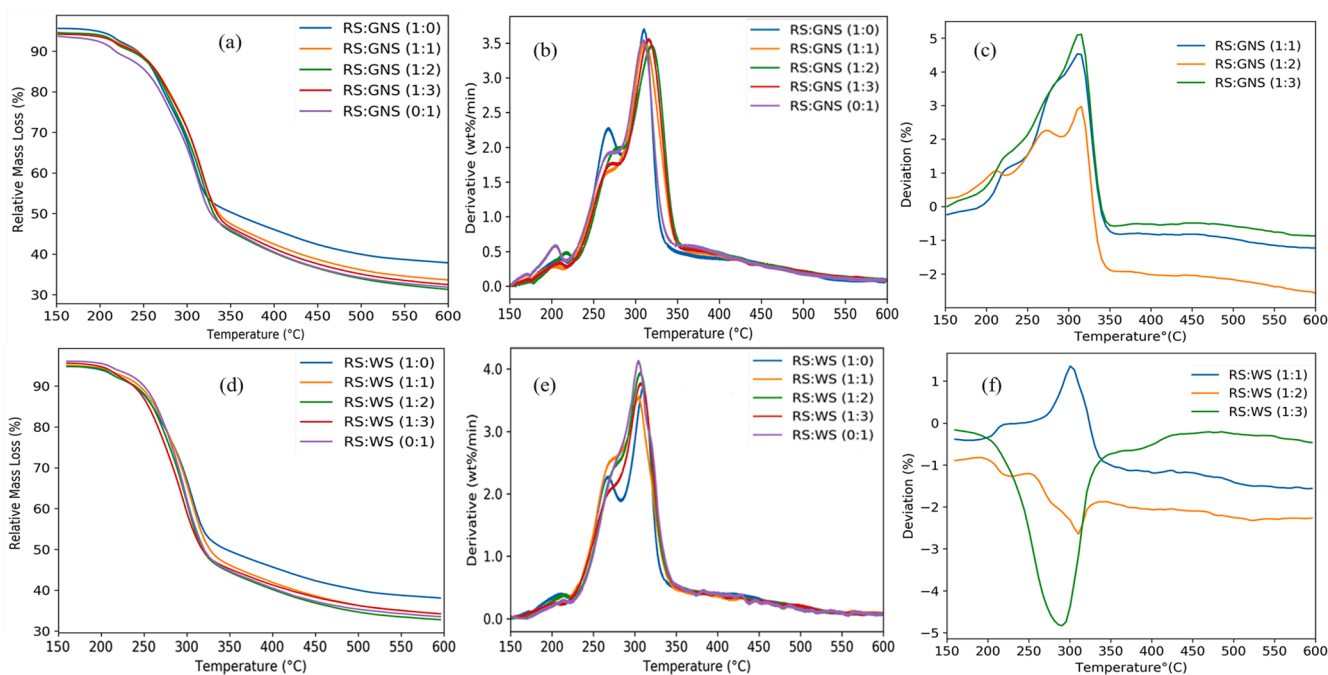 (a)
RS:GNS (1:0)
RS:GNS (1:1)
RS:GNS (1:2)
RS:GNS (1:3)
RS:GNS (0:1)
Relative Mass Loss (%)
90
80
70
60
50
40
30
150 200 250 300 350 400 450 500 550 600
Temperature (°C)
(b)
RS:GNS (1:0)
RS:GNS (1:1)
RS:GNS (1:2)
RS:GNS (1:3)
RS:GNS (0:1)
Derivative (wt%/min)
3.5
3.0
2.5
2.0
1.5
1.0
0.5
0.0
150 200 250 300 350 400 450 500 550 600
Temperature (°C)
(c)
RS:GNS (1:1)
RS:GNS (1:2)
RS:GNS (1:3)
Deviation (%)
5
4
3
2
1
0
−1
−2
150 200 250 300 350 400 450 500 550 600
Temperature°(C)
(d)
RS:WS (1:0)
RS:WS (1:1)
RS:WS (1:2)
RS:WS (1:3)
RS:WS (0:1)
Relative Mass Loss (%)
90
80
70
60
50
40
30
150 200 250 300 350 400 450 500 550 600
Temperature (°C)
(e)
RS:WS (1:0)
RS:WS (1:1)
RS:WS (1:2)
RS:WS (1:3)
RS:WS (0:1)
Derivative (wt%/min)
4.0
3.0
2.0
1.0
0.0
150 200 250 300 350 400 450 500 550 600
Temperature (°C)
(f)
RS:WS (1:1)
RS:WS (1:2)
RS:WS (1:3)
Deviation (%)
1
0
−1
−2
−3
−4
−5
150 200 250 300 350 400 450 500 550 600
Temperature°(C)